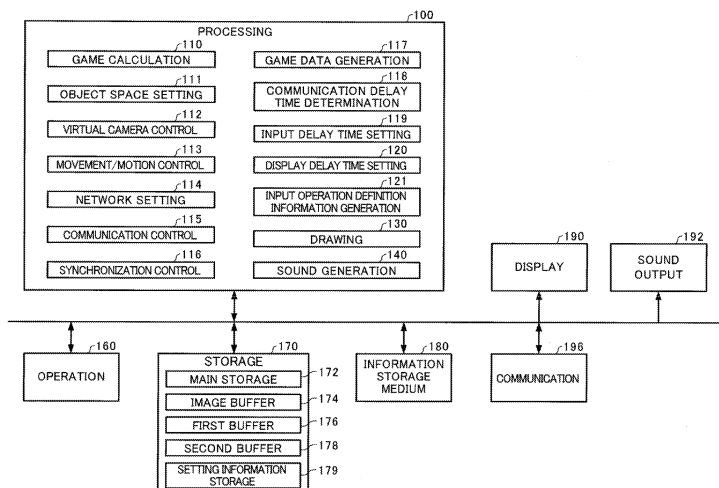 100
PROCESSING
110
GAME CALCULATION
111
OBJECT SPACE SETTING
112
VIRTUAL CAMERA CONTROL
113
MOVEMENT/MOTION CONTROL
114
NETWORK SETTING
115
COMMUNICATION CONTROL
116
SYNCHRONIZATION CONTROL
117
GAME DATA GENERATION
118
COMMUNICATION DELAY
TIME DETERMINATION
119
INPUT DELAY TIME SETTING
120
DISPLAY DELAY TIME SETTING
121
INPUT OPERATION DEFINITION
INFORMATION GENERATION
130
DRAWING
140
SOUND GENERATION
190
DISPLAY
192
SOUND
OUTPUT
160
OPERATION
170
STORAGE
MAIN STORAGE
172
IMAGE BUFFER
174
FIRST BUFFER
176
SECOND BUFFER
178
SETTING INFORMATION
STORAGE
179
180
INFORMATION
STORAGE
MEDIUM
196
COMMUNICATION